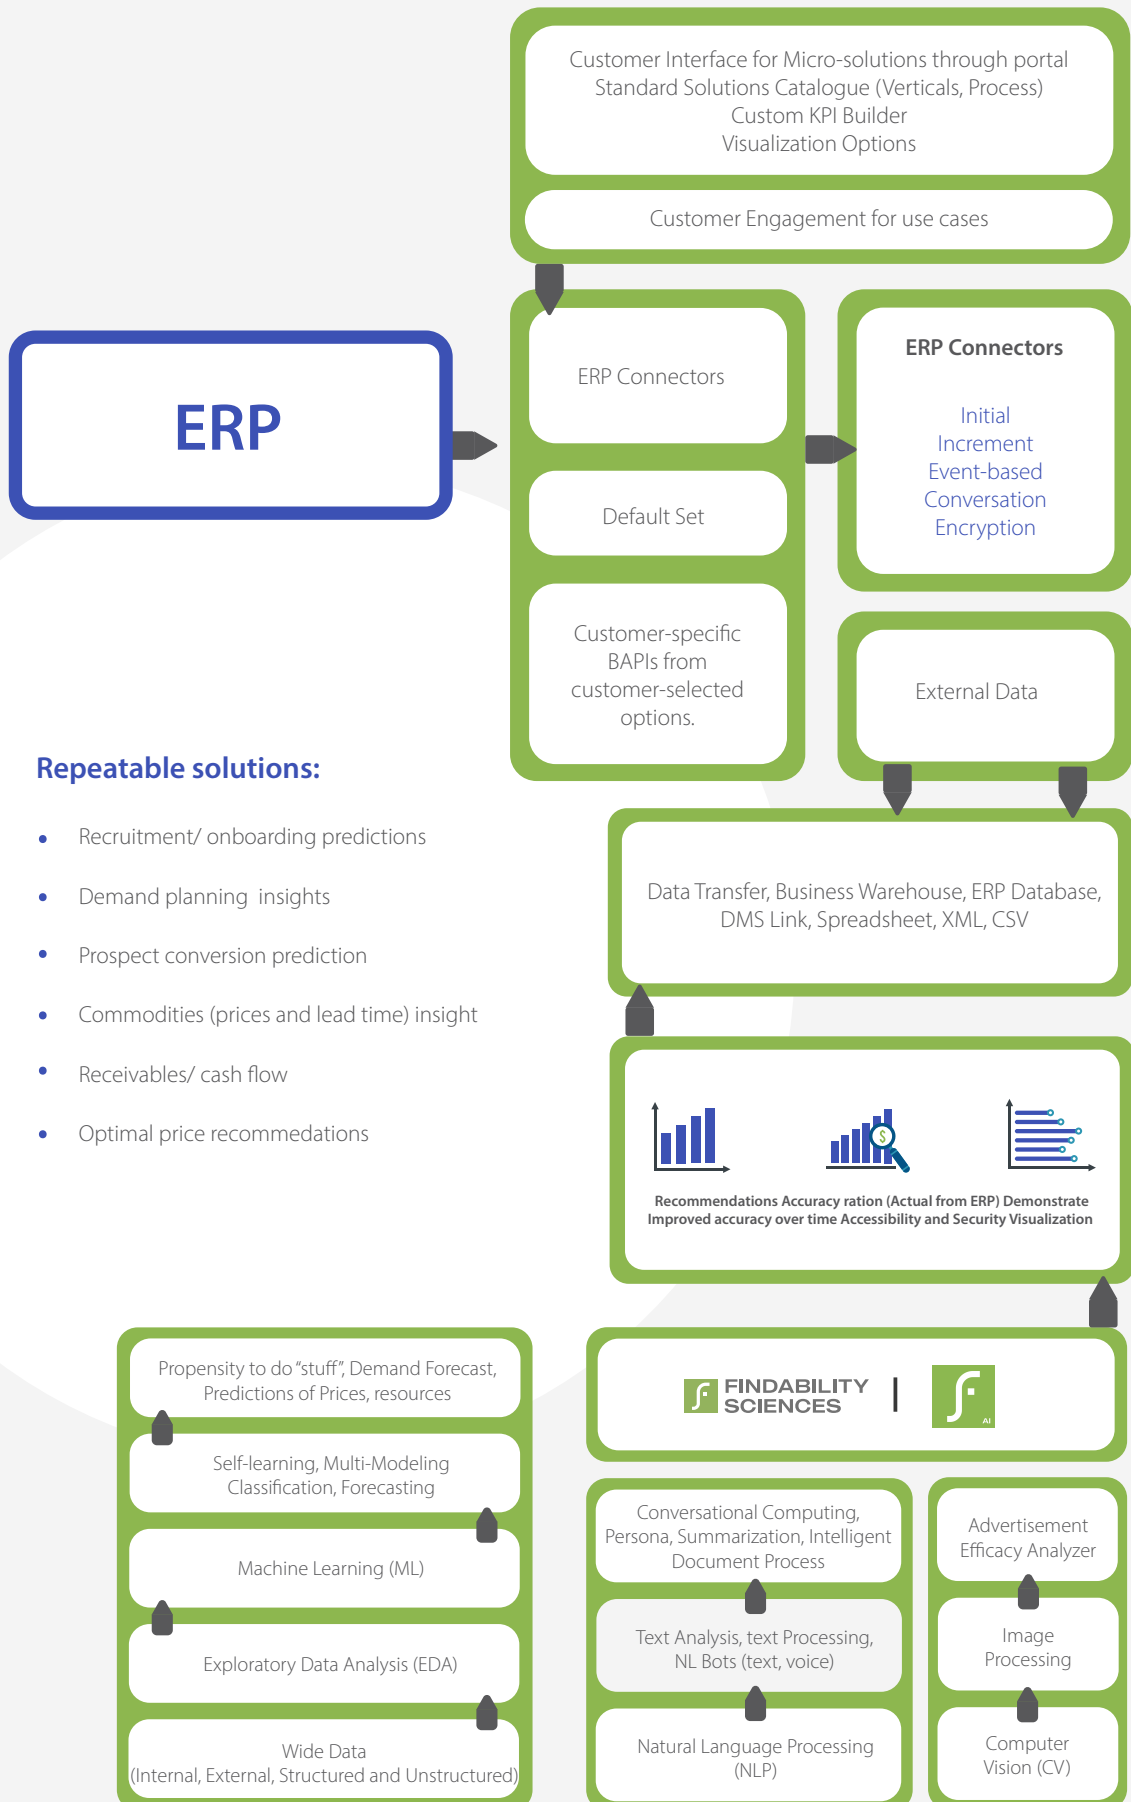 Customer Interface for Micro-solutions through portal
Standard Solutions Catalogue (Verticals, Process)
Custom KPI Builder
Visualization Options
Customer Engagement for use cases
ERP
ERP Connectors
Default Set
Customer-specific
BAPIs from
customer-selected
options.
ERP Connectors
Initial
Increment
Event-based
Conversation
Encryption
External Data
Repeatable solutions:
Recruitment/ onboarding predictions
Demand planning insights
Prospect conversion prediction
Commodities (prices and lead time) insight
Receivables/ cash flow
Optimal price recommedations
Data Transfer, Business Warehouse, ERP Database,
DMS Link, Spreadsheet, XML, CSV
$
Recommendations Accuracy ration (Actual from ERP) Demonstrate
Improved accuracy over time Accessibility and Security Visualization
Propensity to do “stuff”, Demand Forecast,
Predictions of Prices, resources
Self-learning, Multi-Modeling
Classification, Forecasting
Machine Learning (ML)
Exploratory Data Analysis (EDA)
Wide Data
(Internal, External, Structured and Unstructured)
FINDABILITY
SCIENCES
AI
Conversational Computing,
Persona, Summarization, Intelligent
Document Process
Text Analysis, text Processing,
NL Bots (text, voice)
Natural Language Processing
(NLP)
Advertisement
Efficacy Analyzer
Image
Processing
Computer
Vision (CV)